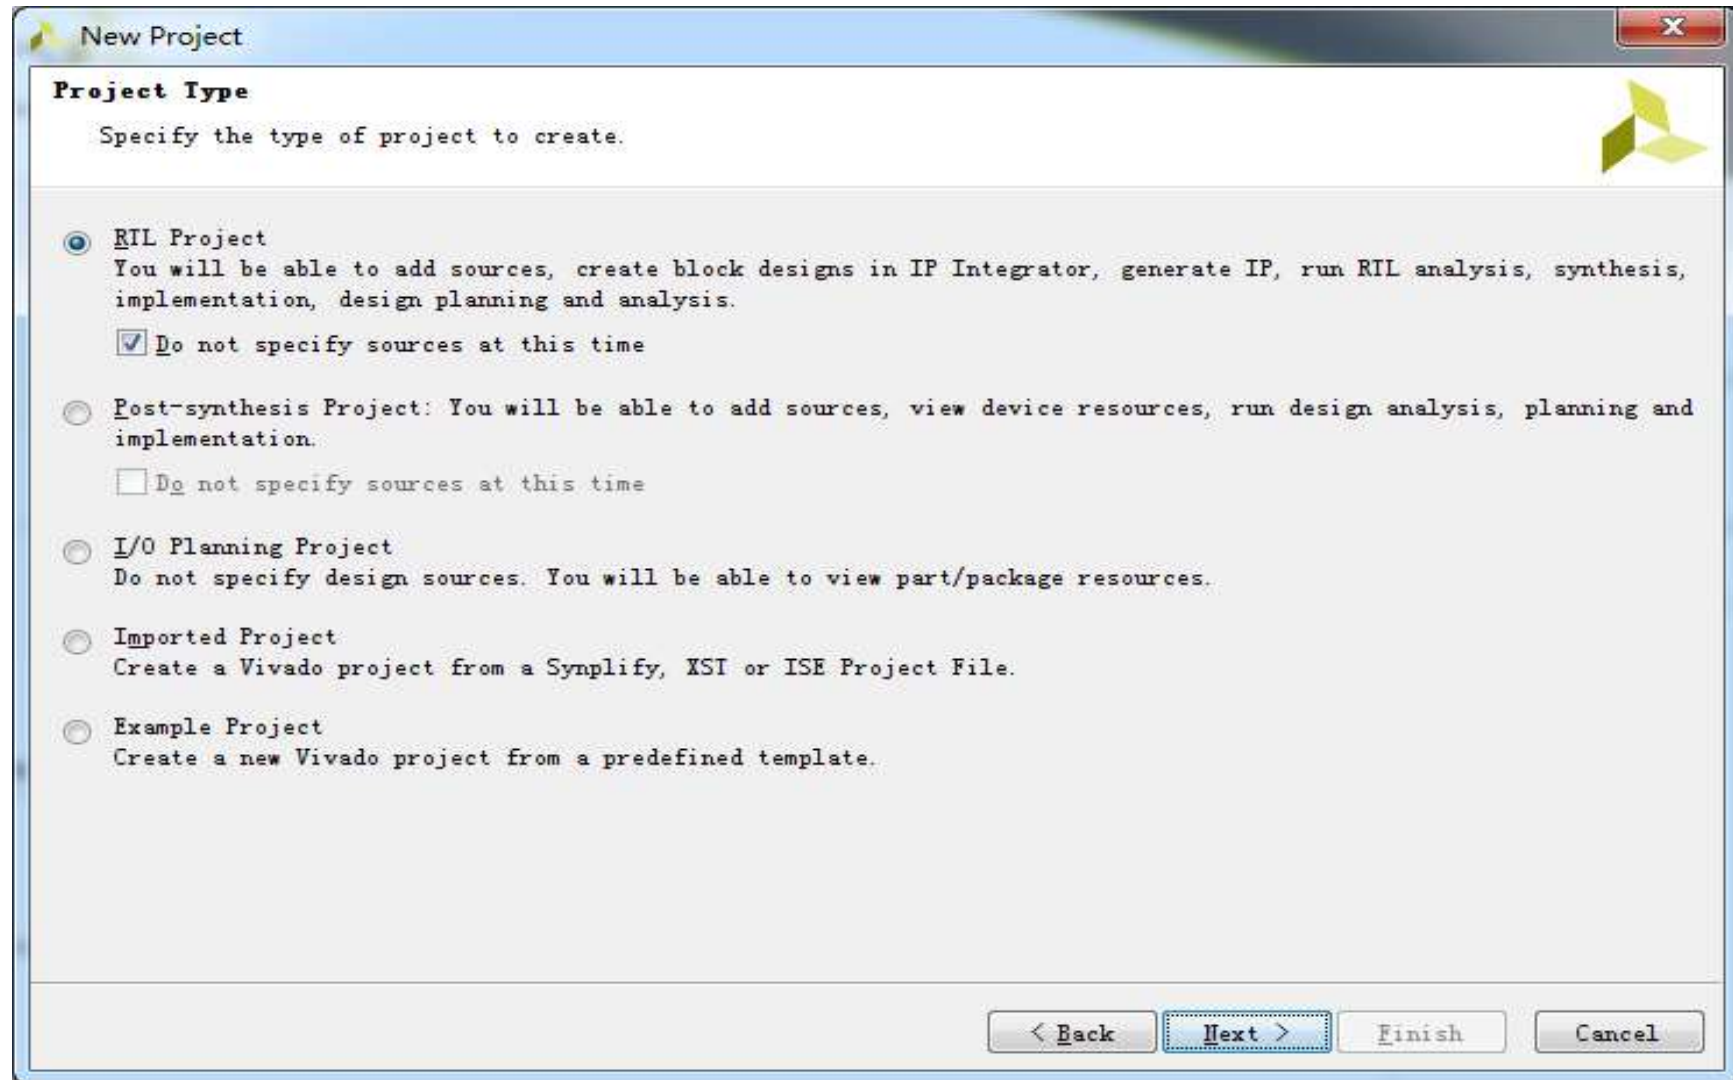 New Project
Project Type
Specify the type of project to create.
RTL Project
You will be able to add sources, create block designs in IP Integrator, generate IP, run RTL analysis, synthesis,
implementation, design planning and analysis.
Do not specify sources at this time
Post-synthesis Project: You will be able to add sources, view device resources, run design analysis, planning and
implementation.
Do not specify sources at this time
I/O Planning Project
Do not specify design sources. You will be able to view part/package resources.
Imported Project
Create a Vivado project from a Synplify, XST or ISE Project File.
Example Project
Create a new Vivado project from a predefined template.
< Back Next > Finish Cancel